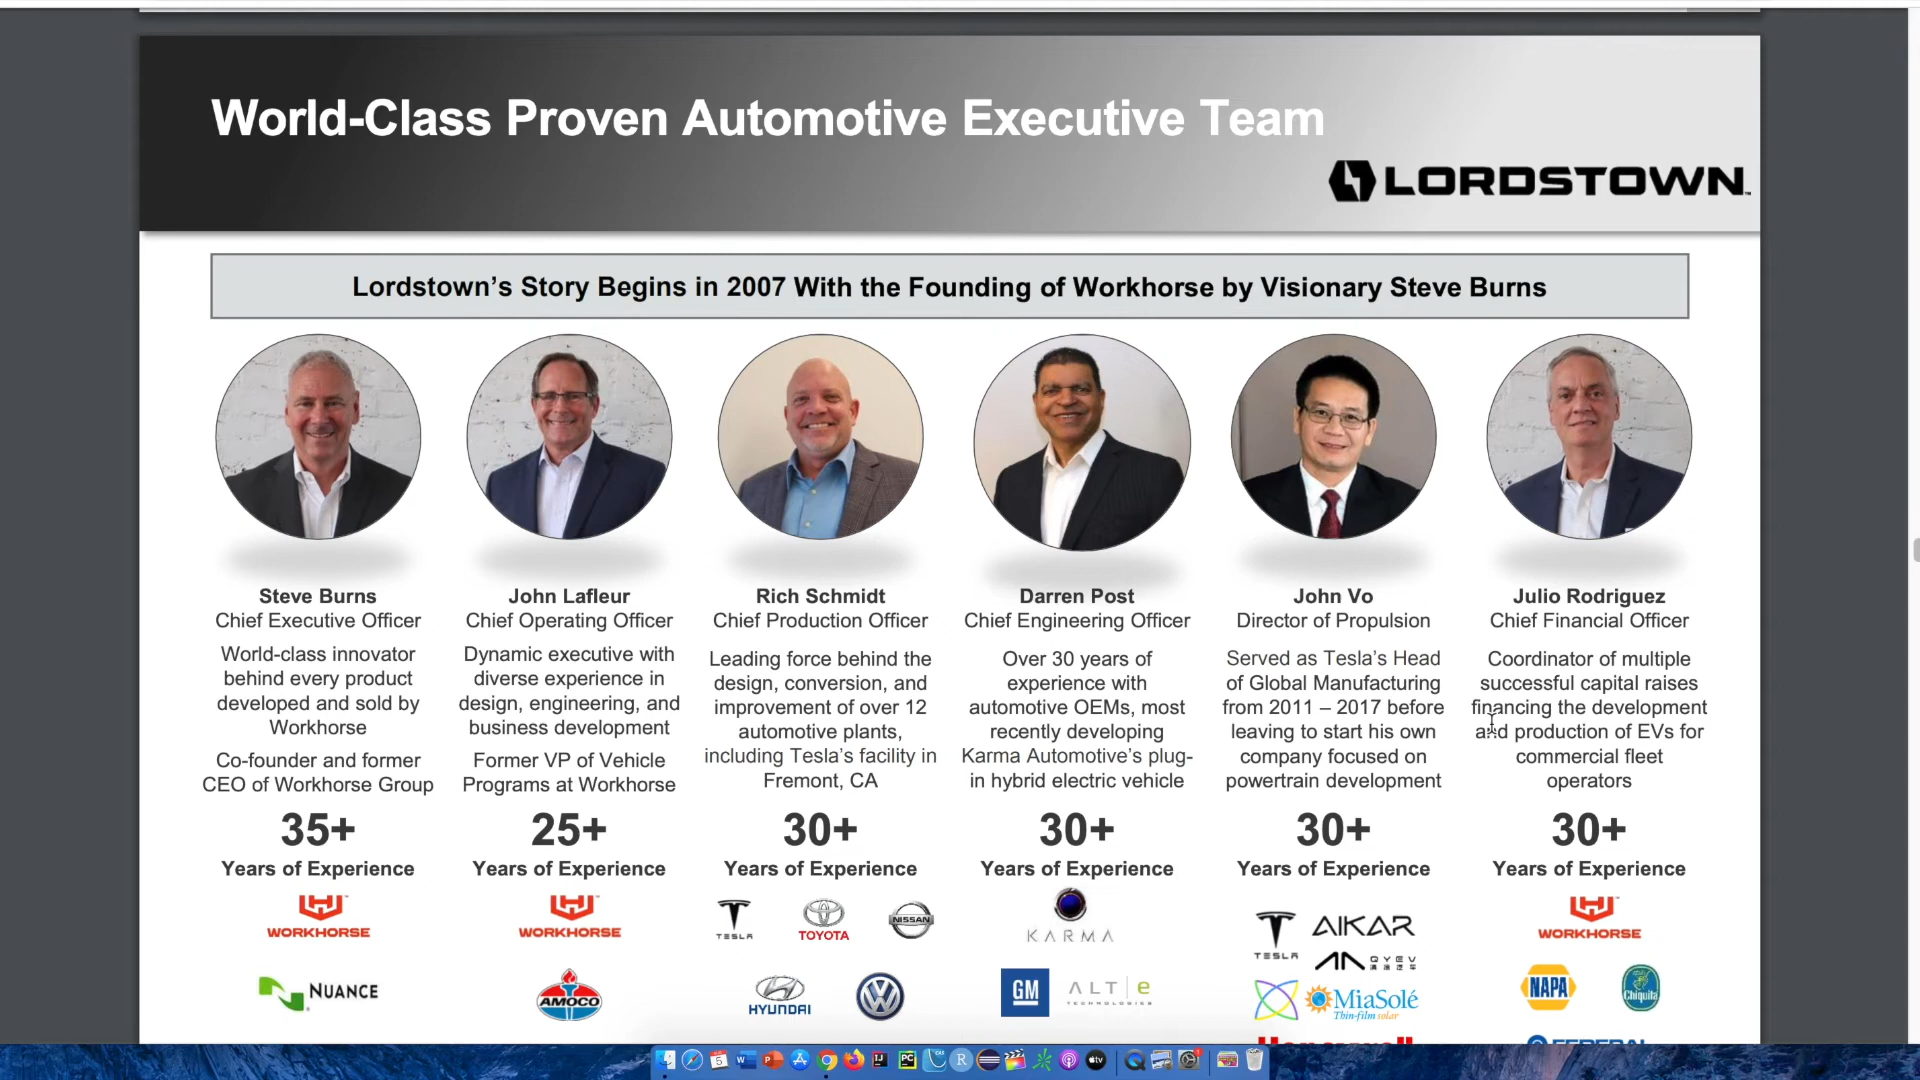 World-Class Proven Automotive Executive Team
LORDSTOWN™
Lordstown’s Story Begins in 2007 With the Founding of Workhorse by Visionary Steve Burns
Steve Burns
Chief Executive Officer
World-class innovator
behind every product
developed and sold by
Workhorse
Co-founder and former
CEO of Workhorse Group
35+
Years of Experience
WORKHORSE
NUANCE
John Lafleur
Chief Operating Officer
Dynamic executive with
diverse experience in
design, engineering, and
business development
Former VP of Vehicle
Programs at Workhorse
25+
Years of Experience
WORKHORSE
AMOCO
Rich Schmidt
Chief Production Officer
Leading force behind the
design, conversion, and
improvement of over 12
automotive plants,
including Tesla’s facility in
Fremont, CA
30+
Years of Experience
TESLA
TOYOTA
NISSAN
HYUNDAI
Darren Post
Chief Engineering Officer
Over 30 years of
experience with
automotive OEMs, most
recently developing
Karma Automotive’s plug-
in hybrid electric vehicle
30+
Years of Experience
KARMA
GM
ALT e
TECHNOLOGIES
John Vo
Director of Propulsion
Served as Tesla’s Head
of Global Manufacturing
from 2011 – 2017 before
leaving to start his own
company focused on
powertrain development
30+
Years of Experience
TESLA
AIKAR
QYEV
MiaSolé
Thin-film solar
Honeywell
Julio Rodriguez
Chief Financial Officer
Coordinator of multiple
successful capital raises
financing the development
and production of EVs for
commercial fleet
operators
30+
Years of Experience
WORKHORSE
NAPA
Chiquita
FEDERAL